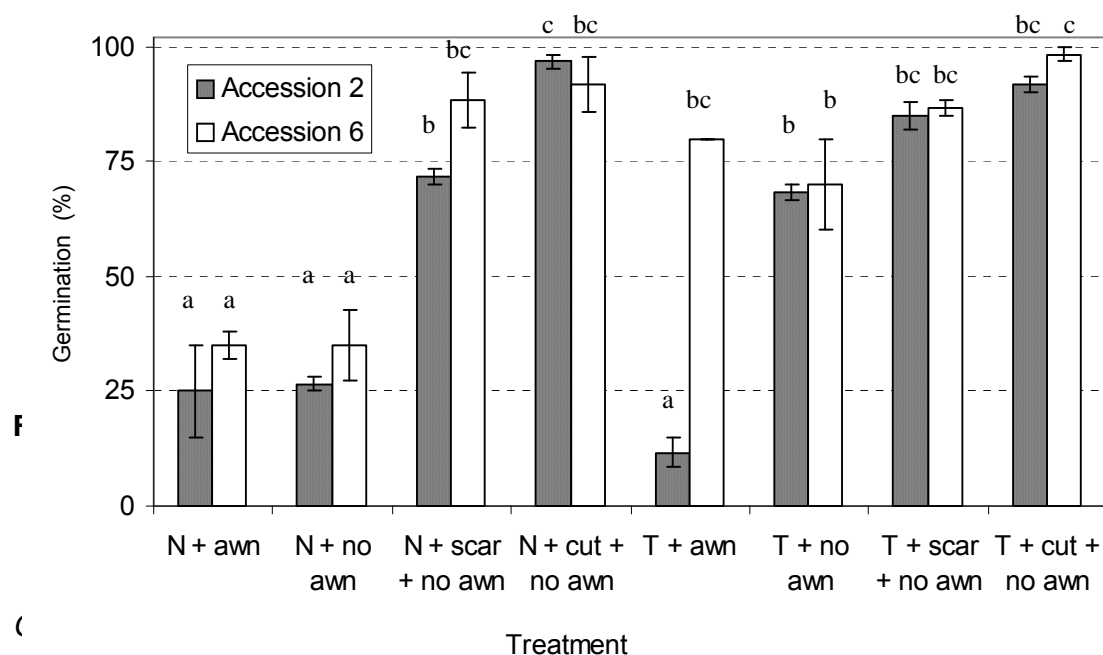 c bc bc c
100
bc
Accession 2
Accession 6
bc
bc bc
b
b b
75
Germination (%)
50
a a
a a
25
a
0
N + awn
N + no awn
N + scar + no awn
N + cut + no awn
T + awn
T + no awn
T + scar + no awn
T + cut + no awn
Treatment